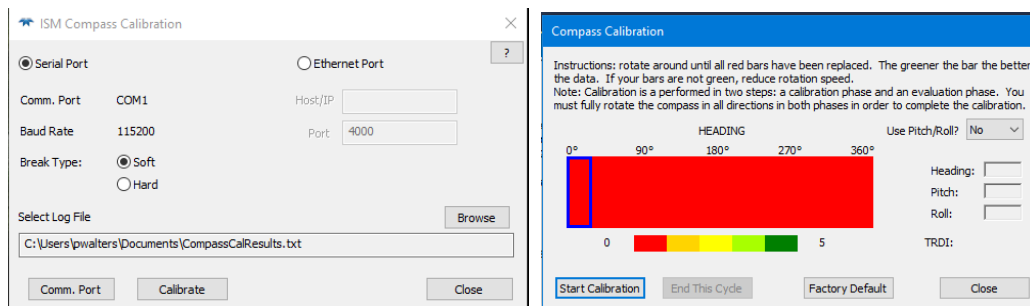 ISM Compass Calibration
?
Serial Port
Ethernet Port
Comm. Port COM1
Host/IP
Baud Rate 115200
Port 4000
Break Type: Soft
Hard
Select Log File
Browse
C:\Users\pwalters\Documents\CompassCalResults.txt
Comm. Port
Calibrate
Close
Compass Calibration
Instructions: rotate around until all red bars have been replaced. The greener the bar the better
the data. If your bars are not green, reduce rotation speed.
Note: Calibration is performed in two steps: a calibration phase and an evaluation phase. You
must fully rotate the compass in all directions in both phases in order to complete the calibration.
HEADING
Use Pitch/Roll? No
0° 90° 180° 270° 360°
Heading:
Pitch:
Roll:
0 5
TRDI:
Start Calibration
End This Cycle
Factory Default
Close